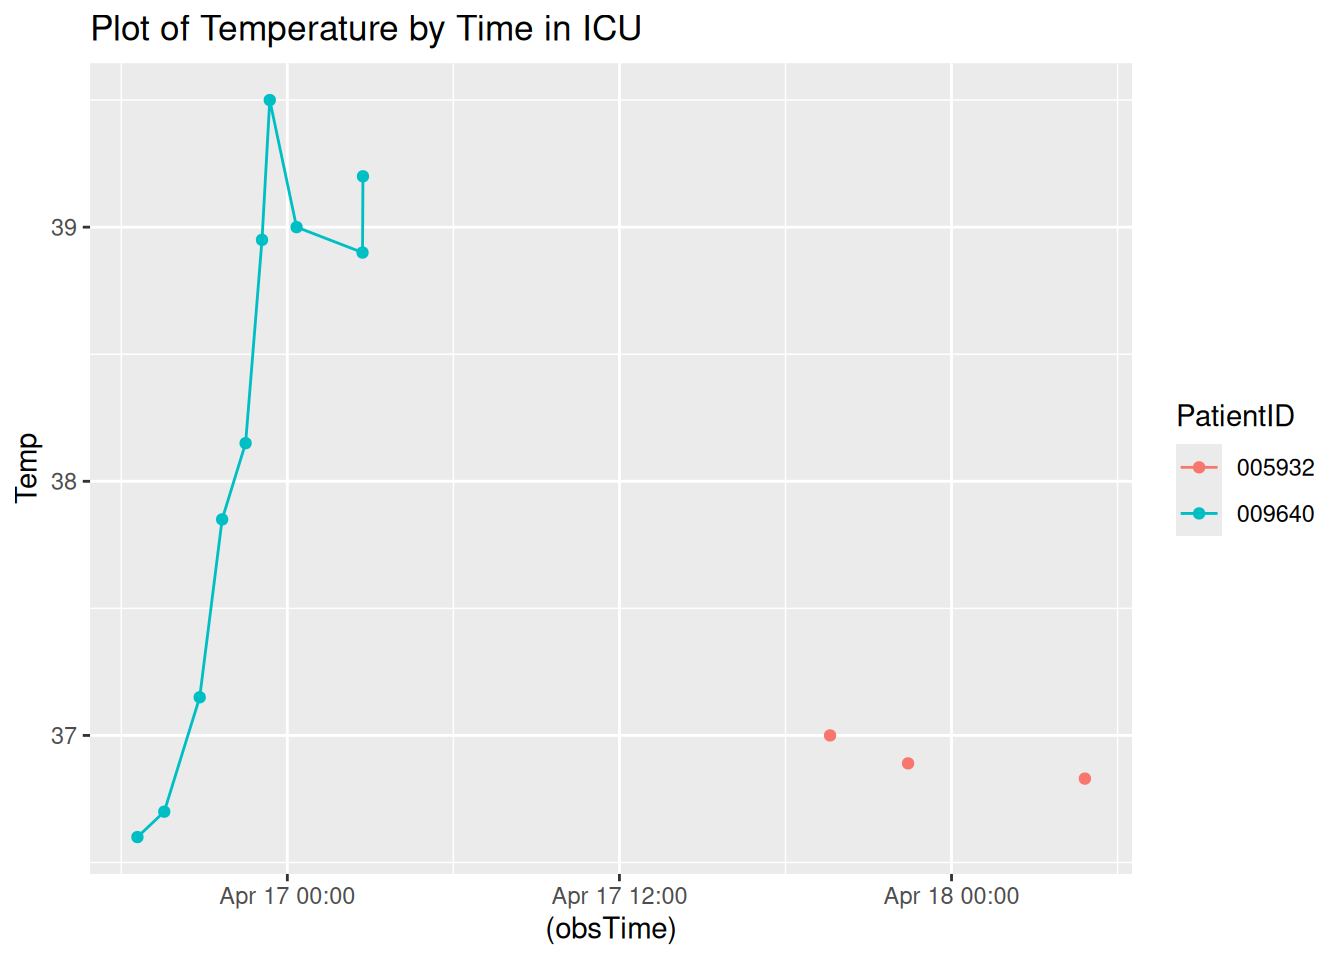 Plot of Temperature by Time in ICU
39
38
37
Temp
Apr 17 00:00
Apr 17 12:00
Apr 18 00:00
(obsTime)
PatientID
005932
009640